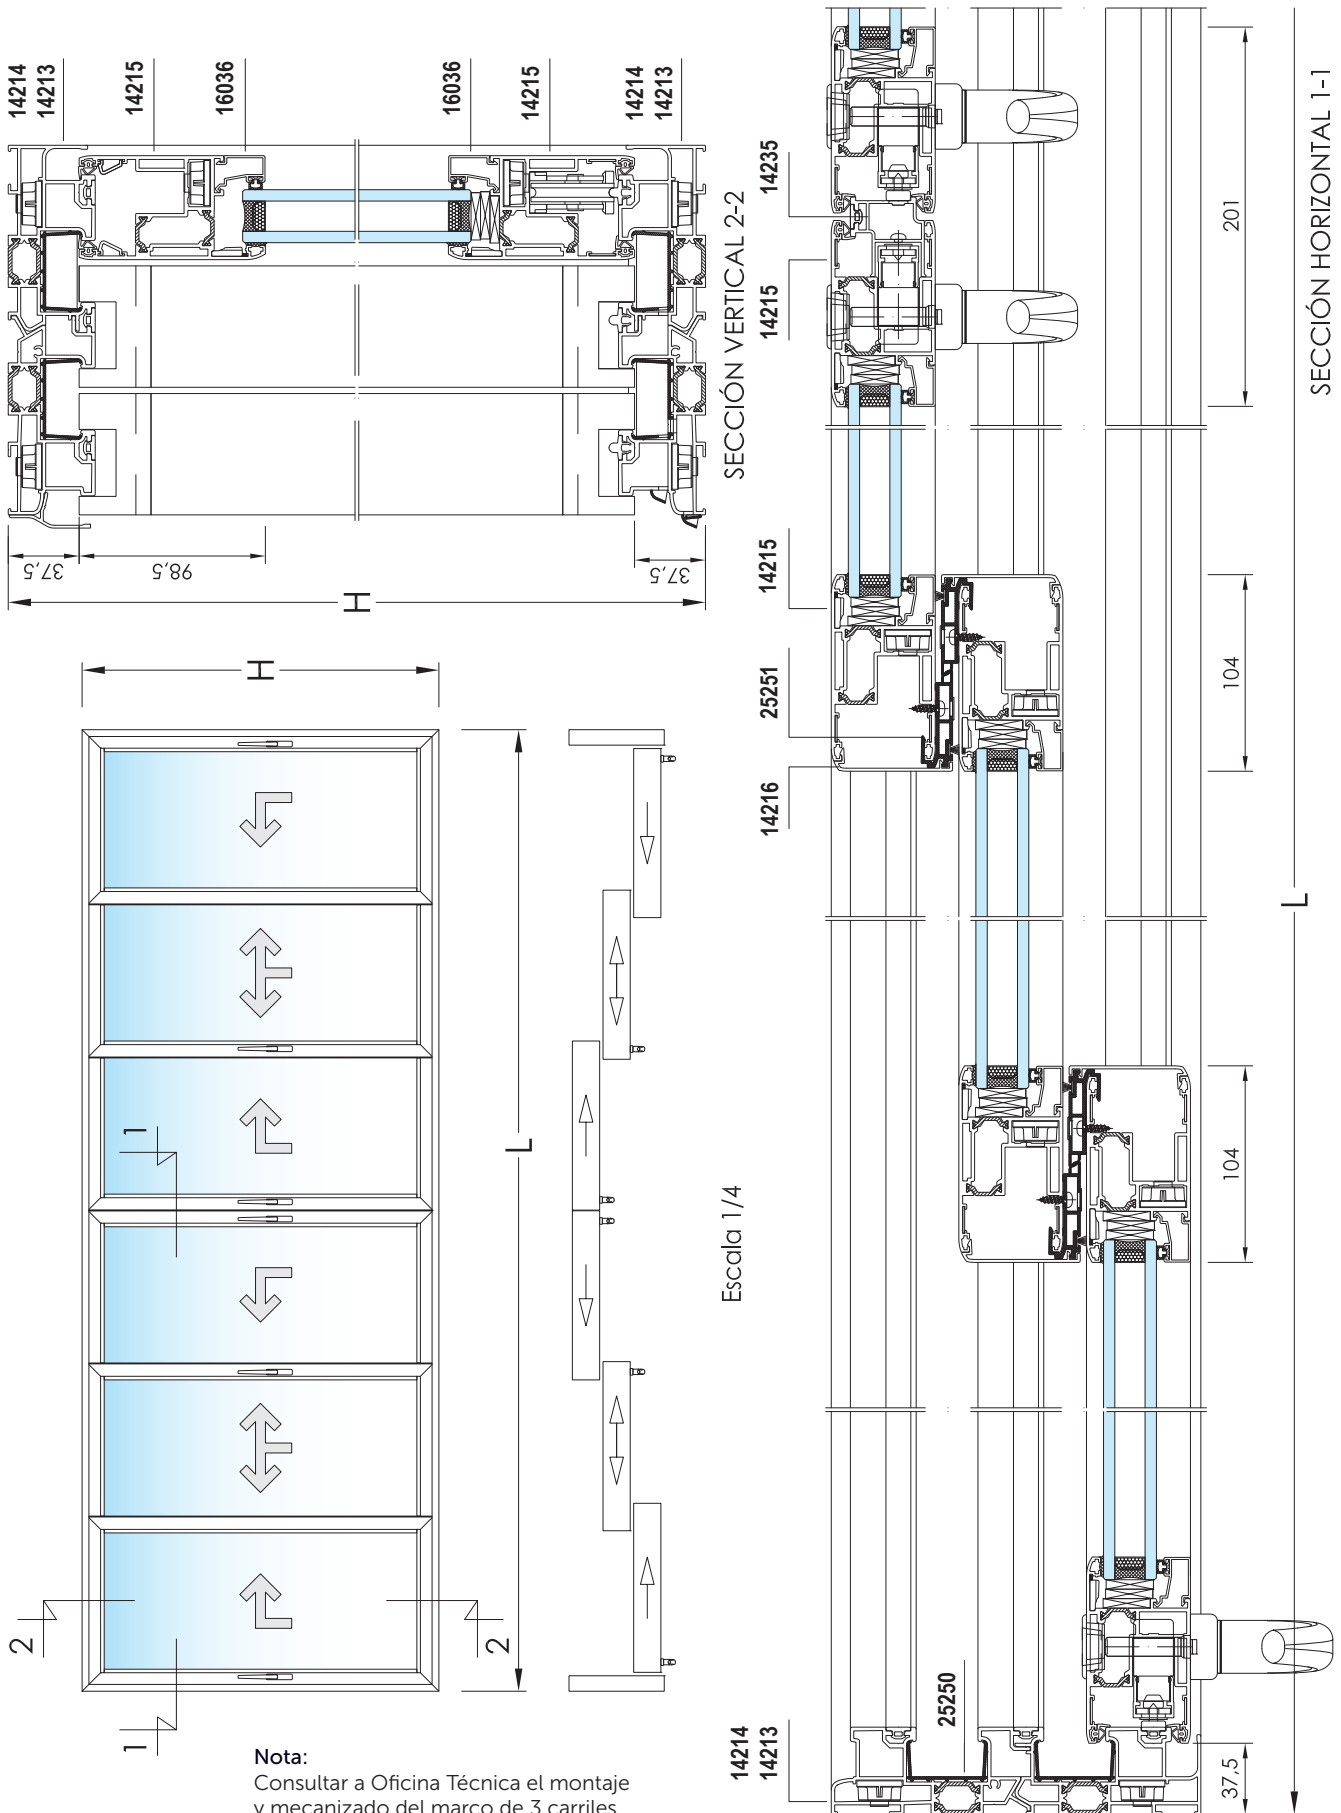 14214
14213
14215
16036
16036
14215
14214
14213
37,5
98,5
37,5
H
SECCIÓN VERTICAL 2-2
H
L
1
1
2
2
Escala 1/4
14235
14215
14215
25251
14216
14214
14213
25250
201
104
104
37,5
L
SECCIÓN HORIZONTAL 1-1
Nota:
Consultar a Oficina Técnica el montaje
y mecanizado del marco de 3 carriles